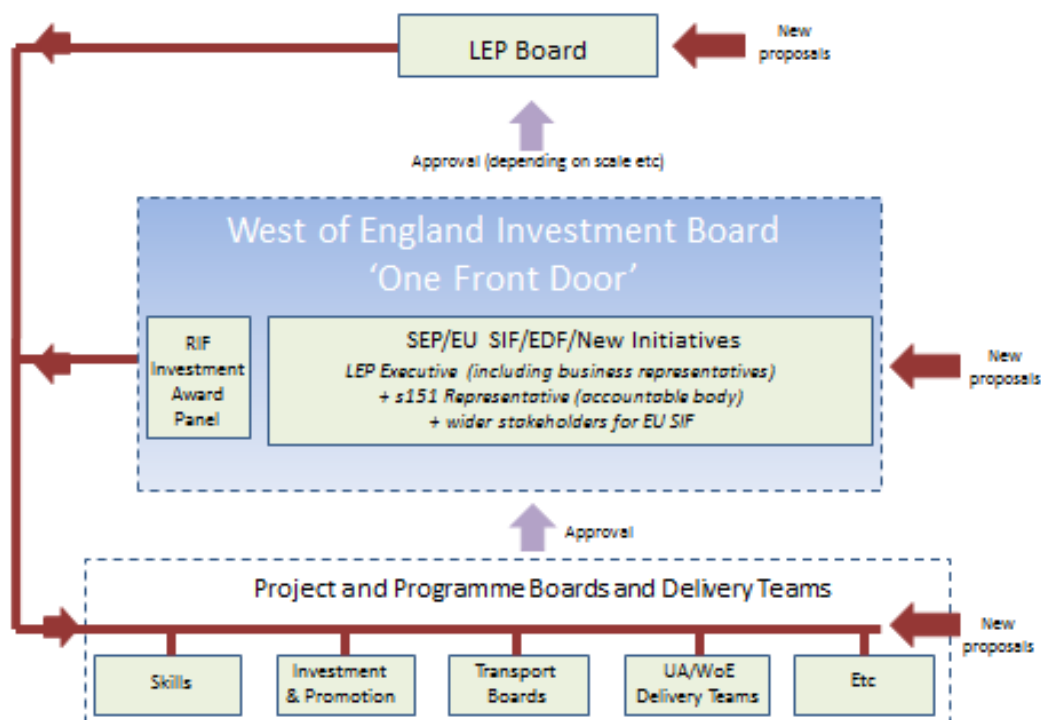 LEP Board
New
proposals
Approval (depending on scale etc)
West of England Investment Board
‘One Front Door’
RIF
Investment
Award
Panel
SEP/EU SIF/EDF/New Initiatives
LEP Executive (including business representatives)
+ s151 Representative (accountable body)
+ wider stakeholders for EU SIF
New
proposals
Approval
Project and Programme Boards and Delivery Teams
New
proposals
Skills
Investment
& Promotion
Transport
Boards
UA/WoE
Delivery Teams
Etc